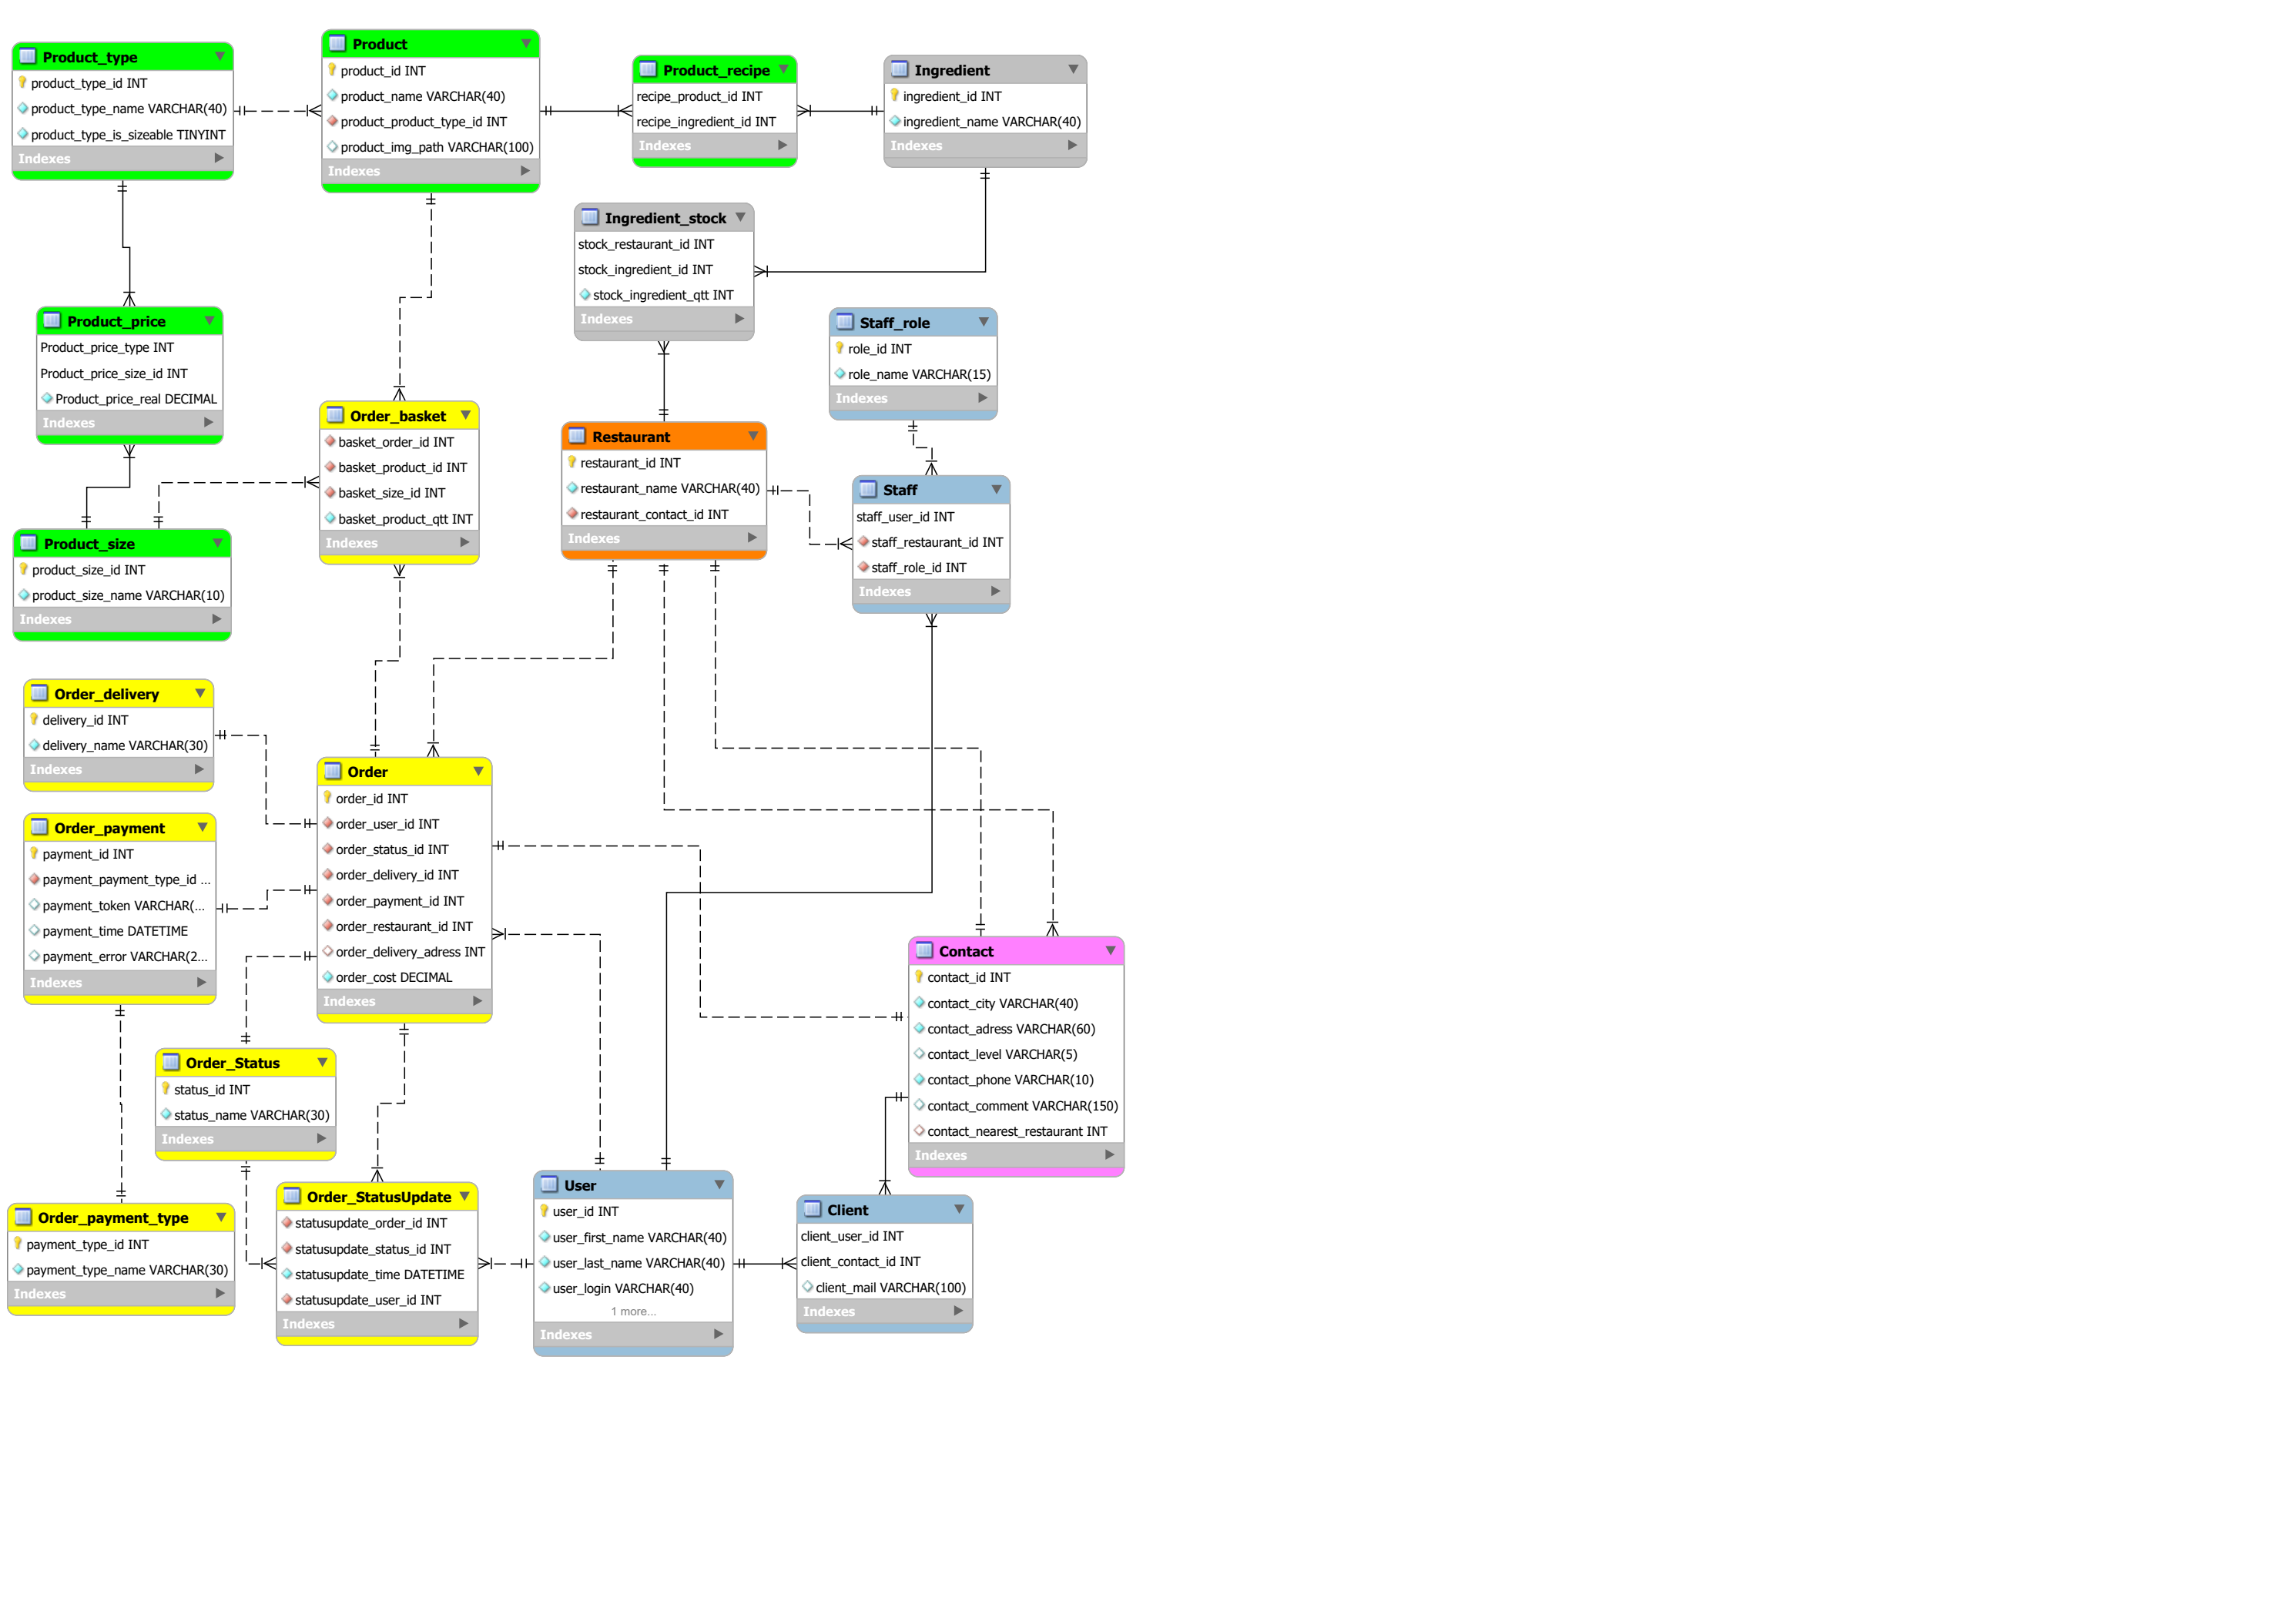 Product_type
product_type_id INT
product_type_name VARCHAR(40)
product_type_is_sizeable TINYINT
Indexes
Product
product_id INT
product_name VARCHAR(40)
product_product_type_id INT
product_img_path VARCHAR(100)
Indexes
Product_recipe
recipe_product_id INT
recipe_ingredient_id INT
Indexes
Ingredient
ingredient_id INT
ingredient_name VARCHAR(40)
Indexes
Ingredient_stock
stock_restaurant_id INT
stock_ingredient_id INT
stock_ingredient_qtt INT
Indexes
Product_price
Product_price_type INT
Product_price_size_id INT
Product_price_real DECIMAL
Indexes
Staff_role
role_id INT
role_name VARCHAR(15)
Indexes
Order_basket
basket_order_id INT
basket_product_id INT
basket_size_id INT
basket_product_qtt INT
Indexes
Restaurant
restaurant_id INT
restaurant_name VARCHAR(40)
restaurant_contact_id INT
Indexes
Staff
staff_user_id INT
staff_restaurant_id INT
staff_role_id INT
Indexes
Product_size
product_size_id INT
product_size_name VARCHAR(10)
Indexes
Order_delivery
delivery_id INT
delivery_name VARCHAR(30)
Indexes
Order
order_id INT
order_user_id INT
order_status_id INT
order_delivery_id INT
order_payment_id INT
order_restaurant_id INT
order_delivery_adress INT
order_cost DECIMAL
Indexes
Order_payment
payment_id INT
payment_payment_type_id ...
payment_token VARCHAR(...
payment_time DATETIME
payment_error VARCHAR(2...
Indexes
Contact
contact_id INT
contact_city VARCHAR(40)
contact_adress VARCHAR(60)
contact_level VARCHAR(5)
contact_phone VARCHAR(10)
contact_comment VARCHAR(150)
contact_nearest_restaurant INT
Indexes
Order_Status
status_id INT
status_name VARCHAR(30)
Indexes
Order_payment_type
payment_type_id INT
payment_type_name VARCHAR(30)
Indexes
Order_StatusUpdate
statusupdate_order_id INT
statusupdate_status_id INT
statusupdate_time DATETIME
statusupdate_user_id INT
Indexes
User
user_id INT
user_first_name VARCHAR(40)
user_last_name VARCHAR(40)
user_login VARCHAR(40)
1 more...
Indexes
Client
client_user_id INT
client_contact_id INT
client_mail VARCHAR(100)
Indexes